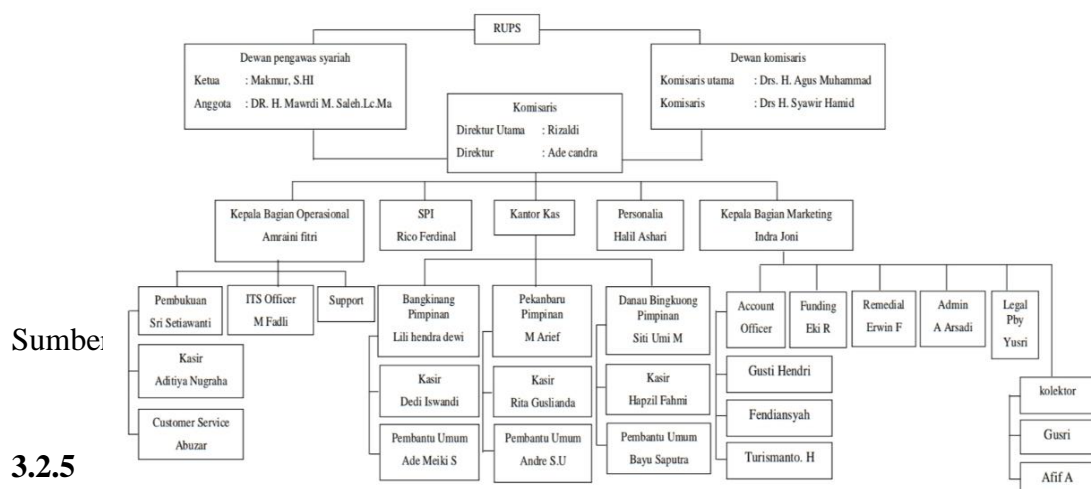 RUPS
Dewan pengawas syariah
Ketua : Makmur, S.HI
Anggota : DR. H. Mawrdi M. Saleh.Lc.Ma
Dewan komisaris
Komisaris utama : Drs. H. Agus Muhammad
Komisaris : Drs H. Syawir Hamid
Komisaris
Direktur Utama : Rizaldi
Direktur : Ade candra
Kepala Bagian Operasional
Amraini fitri
SPI
Rico Ferdinal
Kantor Kas
Personalia
Halil Ashari
Kepala Bagian Marketing
Indra Joni
Pembukuan
Sri Setiawanti
ITS Officer
M Fadli
Support
Bangkinang
Pimpinan
Lili hendra dewi
Pekanbaru
Pimpinan
M Arief
Danau Bingkuong
Pimpinan
Siti Umi M
Account
Officer
Funding
Eki R
Remedial
Erwin F
Admin
A Arsadi
Legal
Pby
Yusri
Sumber
Kasir
Aditiya Nugraha
Kasir
Dedi Iswandi
Kasir
Rita Guslianda
Kasir
Hapzil Fahmi
Gusti Hendri
kolektor
Customer Service
Abuzar
Pembantu Umum
Ade Meiki S
Pembantu Umum
Andre S.U
Pembantu Umum
Bayu Saputra
Fendiansyah
Turismanto. H
Gusri
Afif A
3.2.5